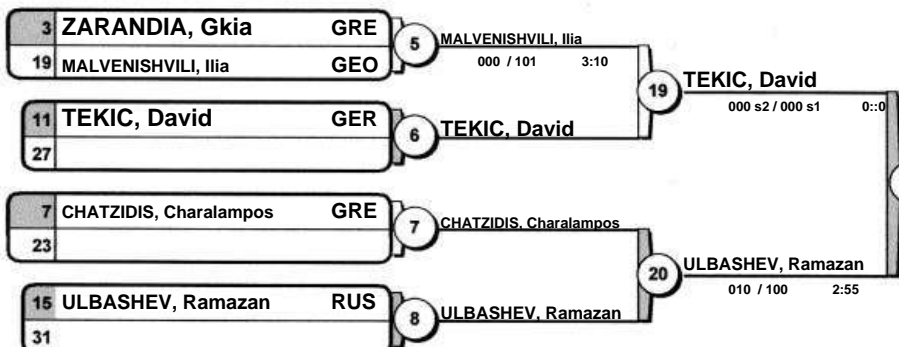 3 ZARANDIA, Gkia GRE
19 MALVENISHVILI, Ilia GEO
5
MALVENISHVILI, Ilia
000 / 101 3:10
11 TEKIC, David GER
27
6
TEKIC, David
19
TEKIC, David
000 s2 / 000 s1 0::0
7 CHATZIDIS, Charalampos GRE
23
7
CHATZIDIS, Charalampos
15 ULBASHEV, Ramazan RUS
31
8
ULBASHEV, Ramazan
20
ULBASHEV, Ramazan
010 / 100 2:55